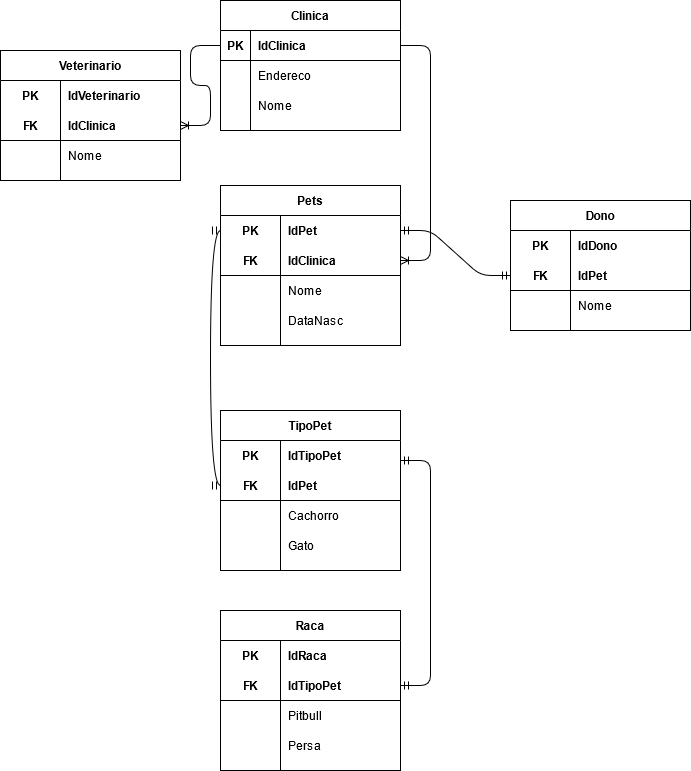 Clinica
PK IdClinica
Endereco
Nome
Veterinario
PK IdVeterinario
FK IdClinica
Nome
Pets
PK IdPet
FK IdClinica
Nome
DataNasc
Dono
PK IdDono
FK IdPet
Nome
TipoPet
PK IdTipoPet
FK IdPet
Cachorro
Gato
Raca
PK IdRaca
FK IdTipoPet
Pitbull
Persa